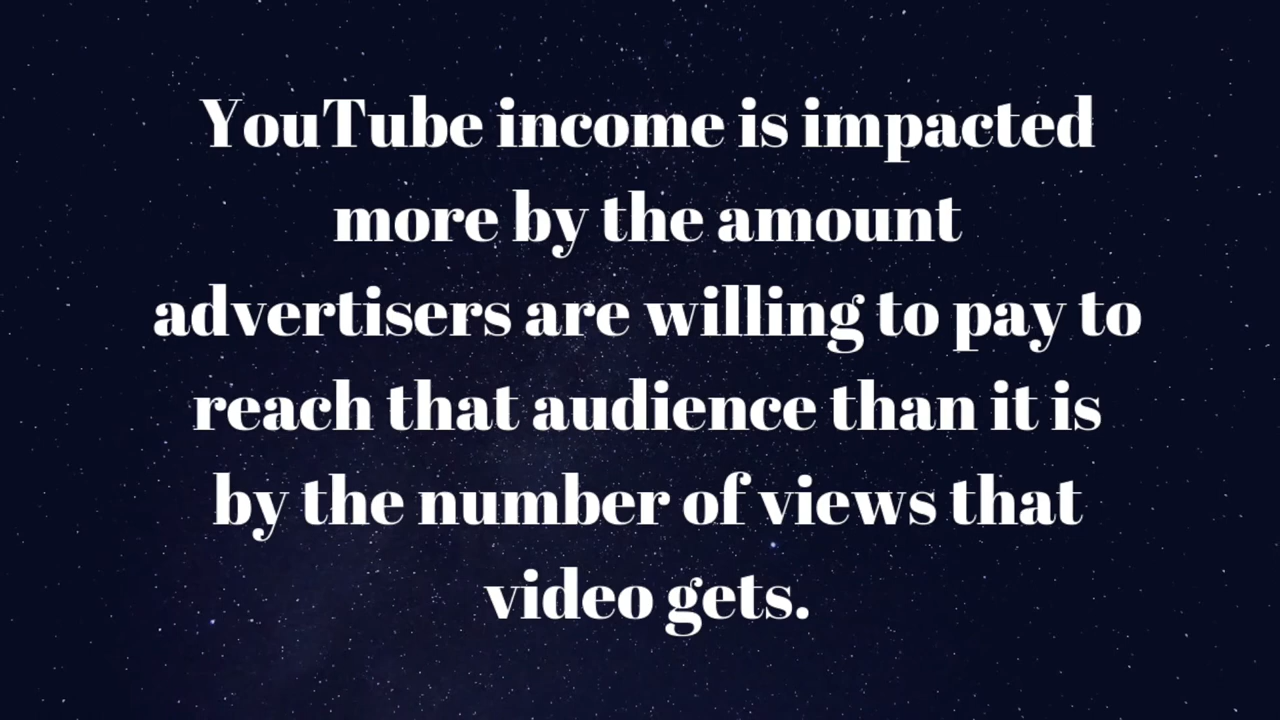 YouTube income is impacted
more by the amount
advertisers are willing to pay to
reach that audience than it is
by the number of views that
video gets.